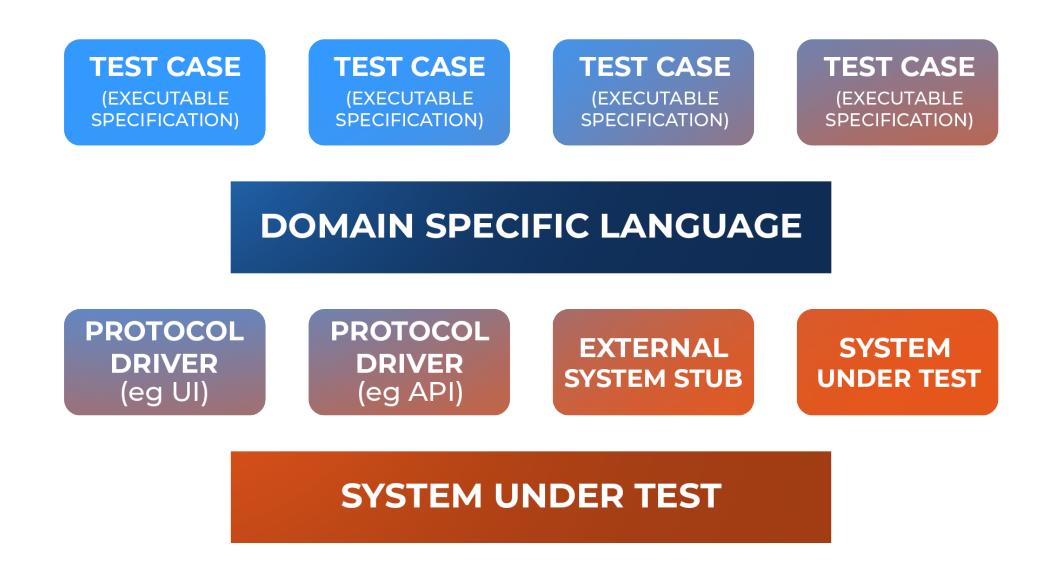 TEST CASE
(EXECUTABLE
SPECIFICATION)
TEST CASE
(EXECUTABLE
SPECIFICATION)
TEST CASE
(EXECUTABLE
SPECIFICATION)
TEST CASE
(EXECUTABLE
SPECIFICATION)
DOMAIN SPECIFIC LANGUAGE
PROTOCOL
DRIVER
(eg UI)
PROTOCOL
DRIVER
(eg API)
EXTERNAL
SYSTEM STUB
SYSTEM
UNDER TEST
SYSTEM UNDER TEST